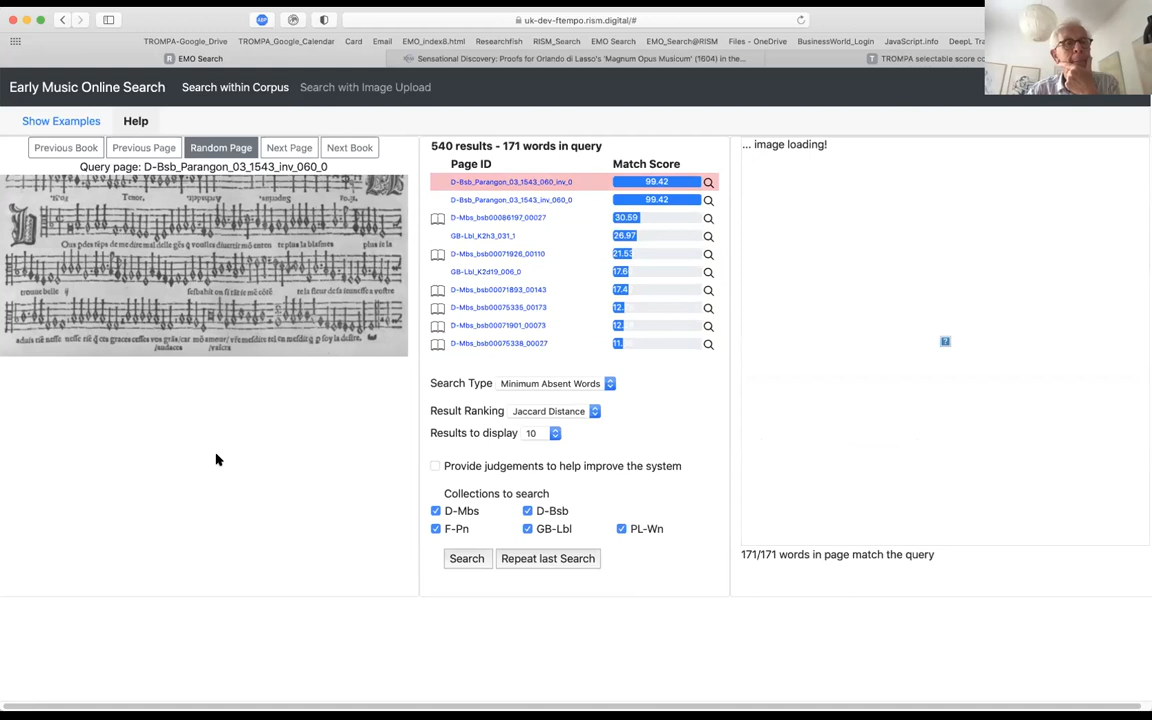 uk-dev-ftempo.rism.digital/#
TROMPA-Google_Drive TROMPA_Google_Calendar Card Email EMO_index8.html Researchfish RISM_Search EMO Search EMO_Search@RISM Files - OneDrive BusinessWorld_Login JavaScript.info DeepL
EMO Search
Sensational Discovery: Proofs for Orlando di Lasso's 'Magnum Opus Musicum' (1604) in the...
TROMPA selectable score
Early Music Online Search Search within Corpus Search with Image Upload
Show Examples Help
Previous Book Previous Page Random Page Next Page Next Book
Query page: D-Bsb_Parangon_03_1543_inv_060_0
Tenor,
540 results - 171 words in query
Page ID Match Score
D-Bsb_Parangon_03_1543_060_inv_0 99.42
D-Bsb_Parangon_03_1543_inv_060_0 99.42
D-Mbs_bsb00086197_00027 30.59
GB-Lbl_K2h3_031_1 26.97
D-Mbs_bsb00071926_00110 21.53
GB-Lbl_K2d19_006_0 17.6
D-Mbs_bsb00071893_00143 17.4
D-Mbs_bsb00075335_00173 12.
D-Mbs_bsb00071901_00073 12.
D-Mbs_bsb00075338_00027 11.
Search Type Minimum Absent Words
Result Ranking Jaccard Distance
Results to display 10
Provide judgements to help improve the system
Collections to search
D-Mbs D-Bsb
F-Pn GB-Lbl PL-Wn
Search Repeat last Search
... image loading!
?
171/171 words in page match the query